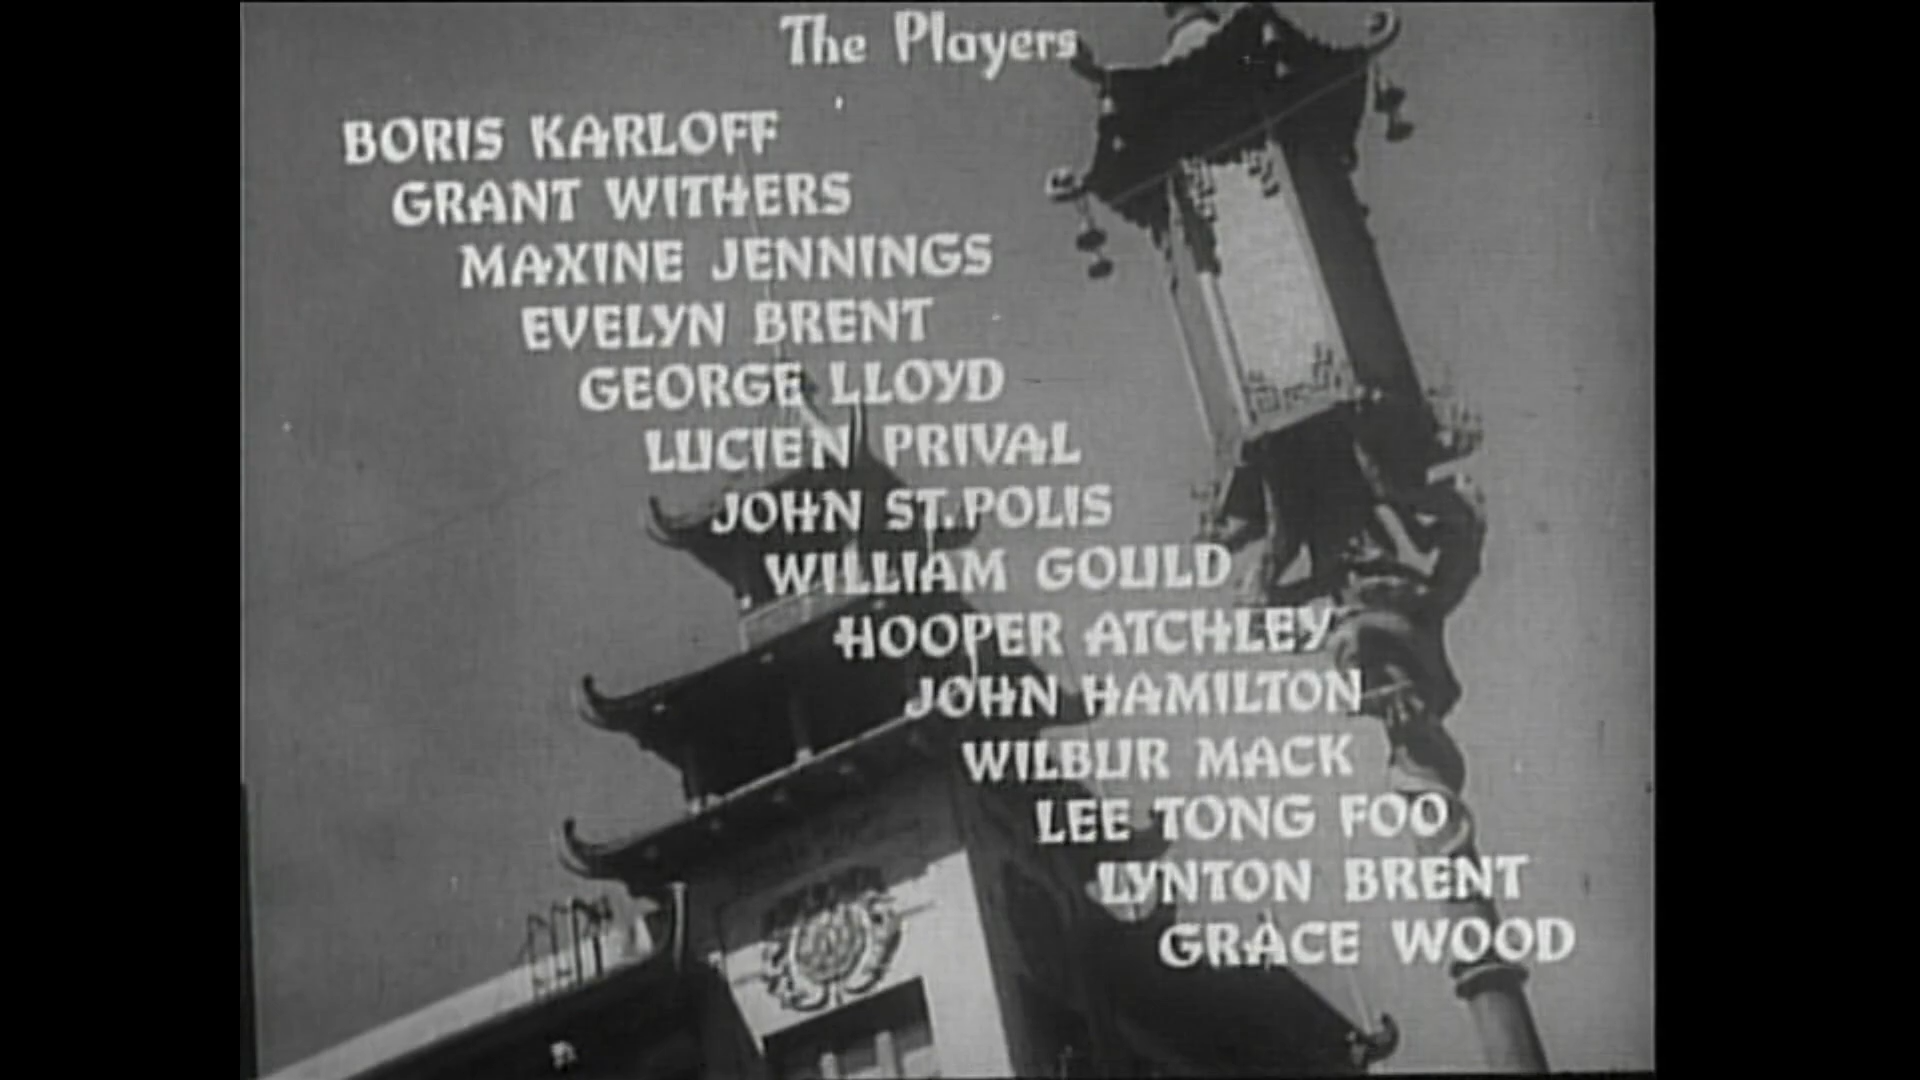 The Players
BORIS KARLOFF
GRANT WITHERS
MAXINE JENNINGS
EVELYN BRENT
GEORGE LLOYD
LUCIEN PRIVAL
JOHN ST. POLIS
WILLIAM GOULD
HOOPER ATCHLEY
JOHN HAMILTON
WILBUR MACK
LEE TONG FOO
LYNTON BRENT
GRACE WOOD